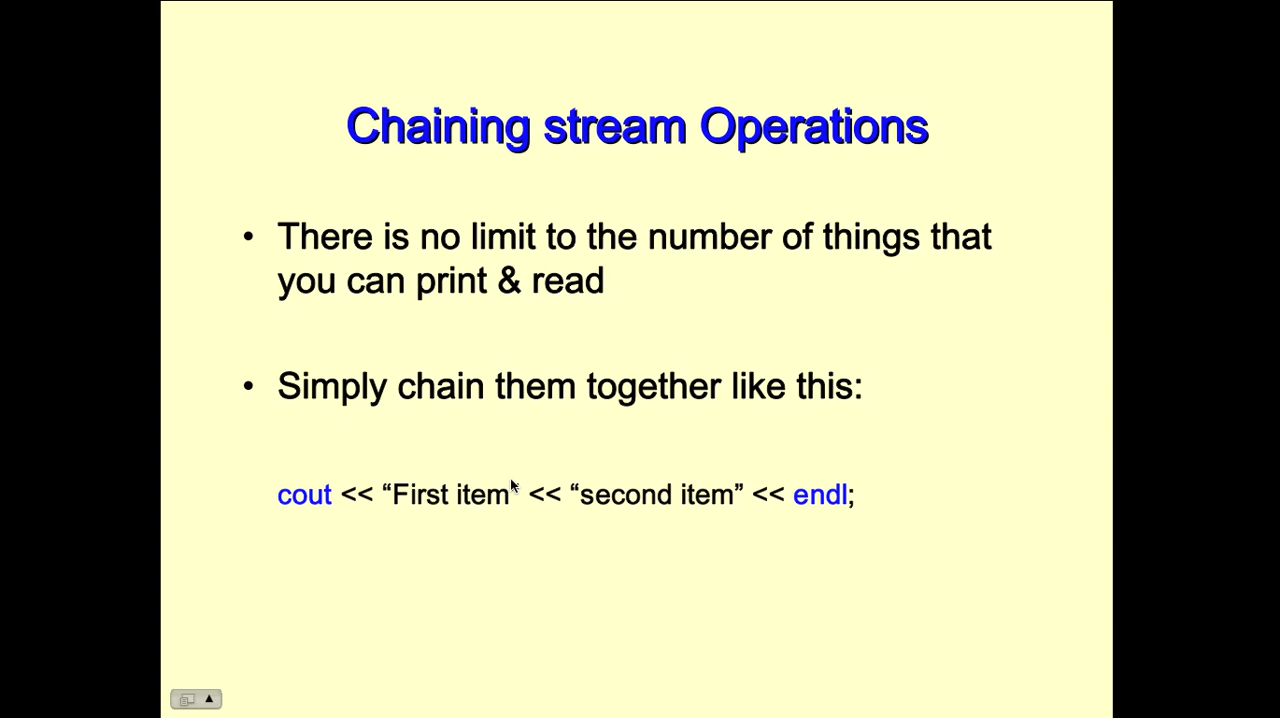 Chaining stream Operations
• There is no limit to the number of things that
you can print & read
• Simply chain them together like this:
cout << “First item” << “second item” << endl;